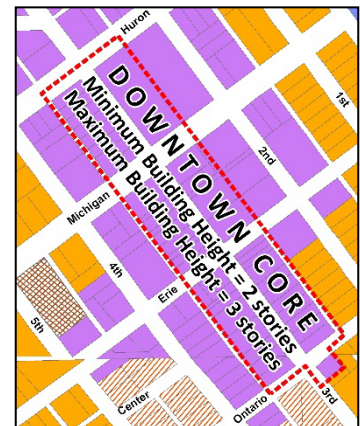 Huron
DOWNTOWN CORE
Minimum Building Height = 2 stories
Maximum Building Height = 3 stories
1st
2nd
Michigan
4th
Erie
5th
Center
Ontario
3rd